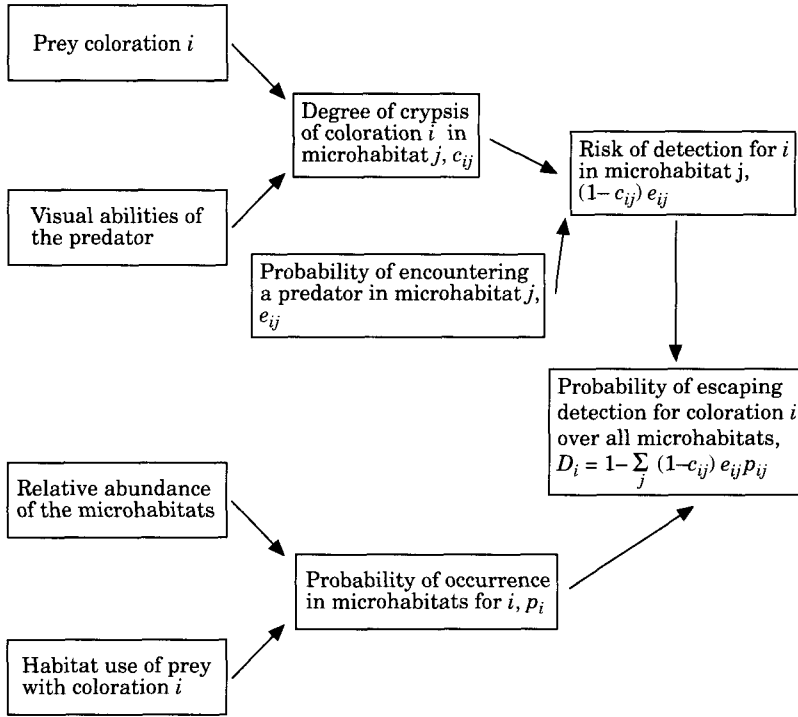 Prey coloration i
Visual abilities of
the predator
Degree of crypsis
of coloration i in
microhabitat j, cij
Probability of encountering
a predator in microhabitat j,
eij
Risk of detection for i
in microhabitat j,
(1– cij) eij
Probability of escaping
detection for coloration i
over all microhabitats,
Di = 1– Σj (1–cij) eij pij
Relative abundance
of the microhabitats
Habitat use of prey
with coloration i
Probability of occurrence
in microhabitats for i, pi